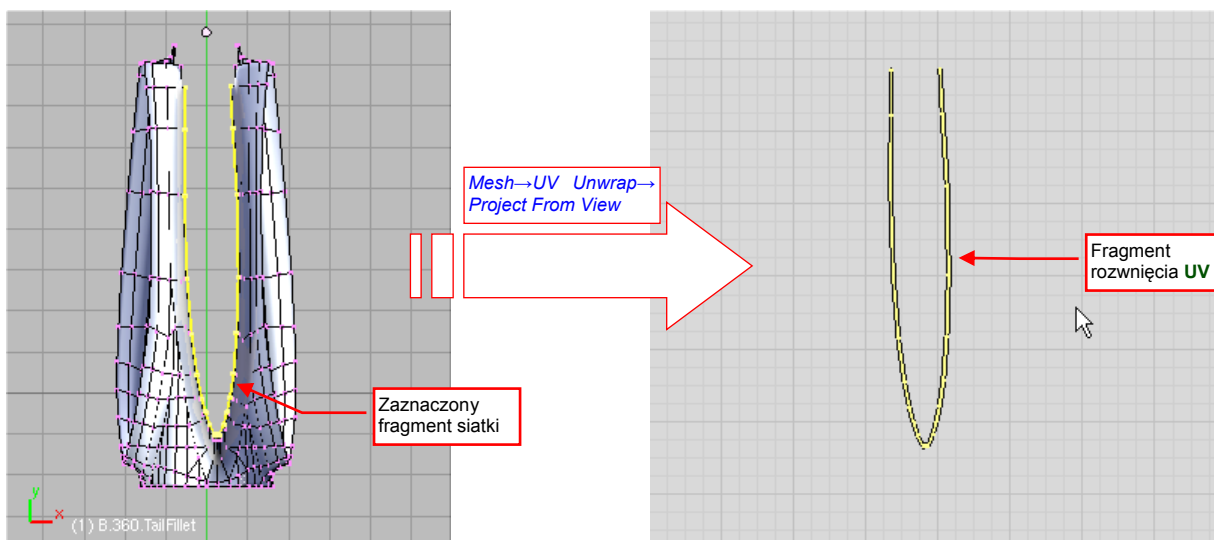 Mesh→UV Unwrap→
Project From View
Fragment
rozwnięcia UV
Zaznaczony
fragment siatki
y
x
(1) B.360.TailFillet